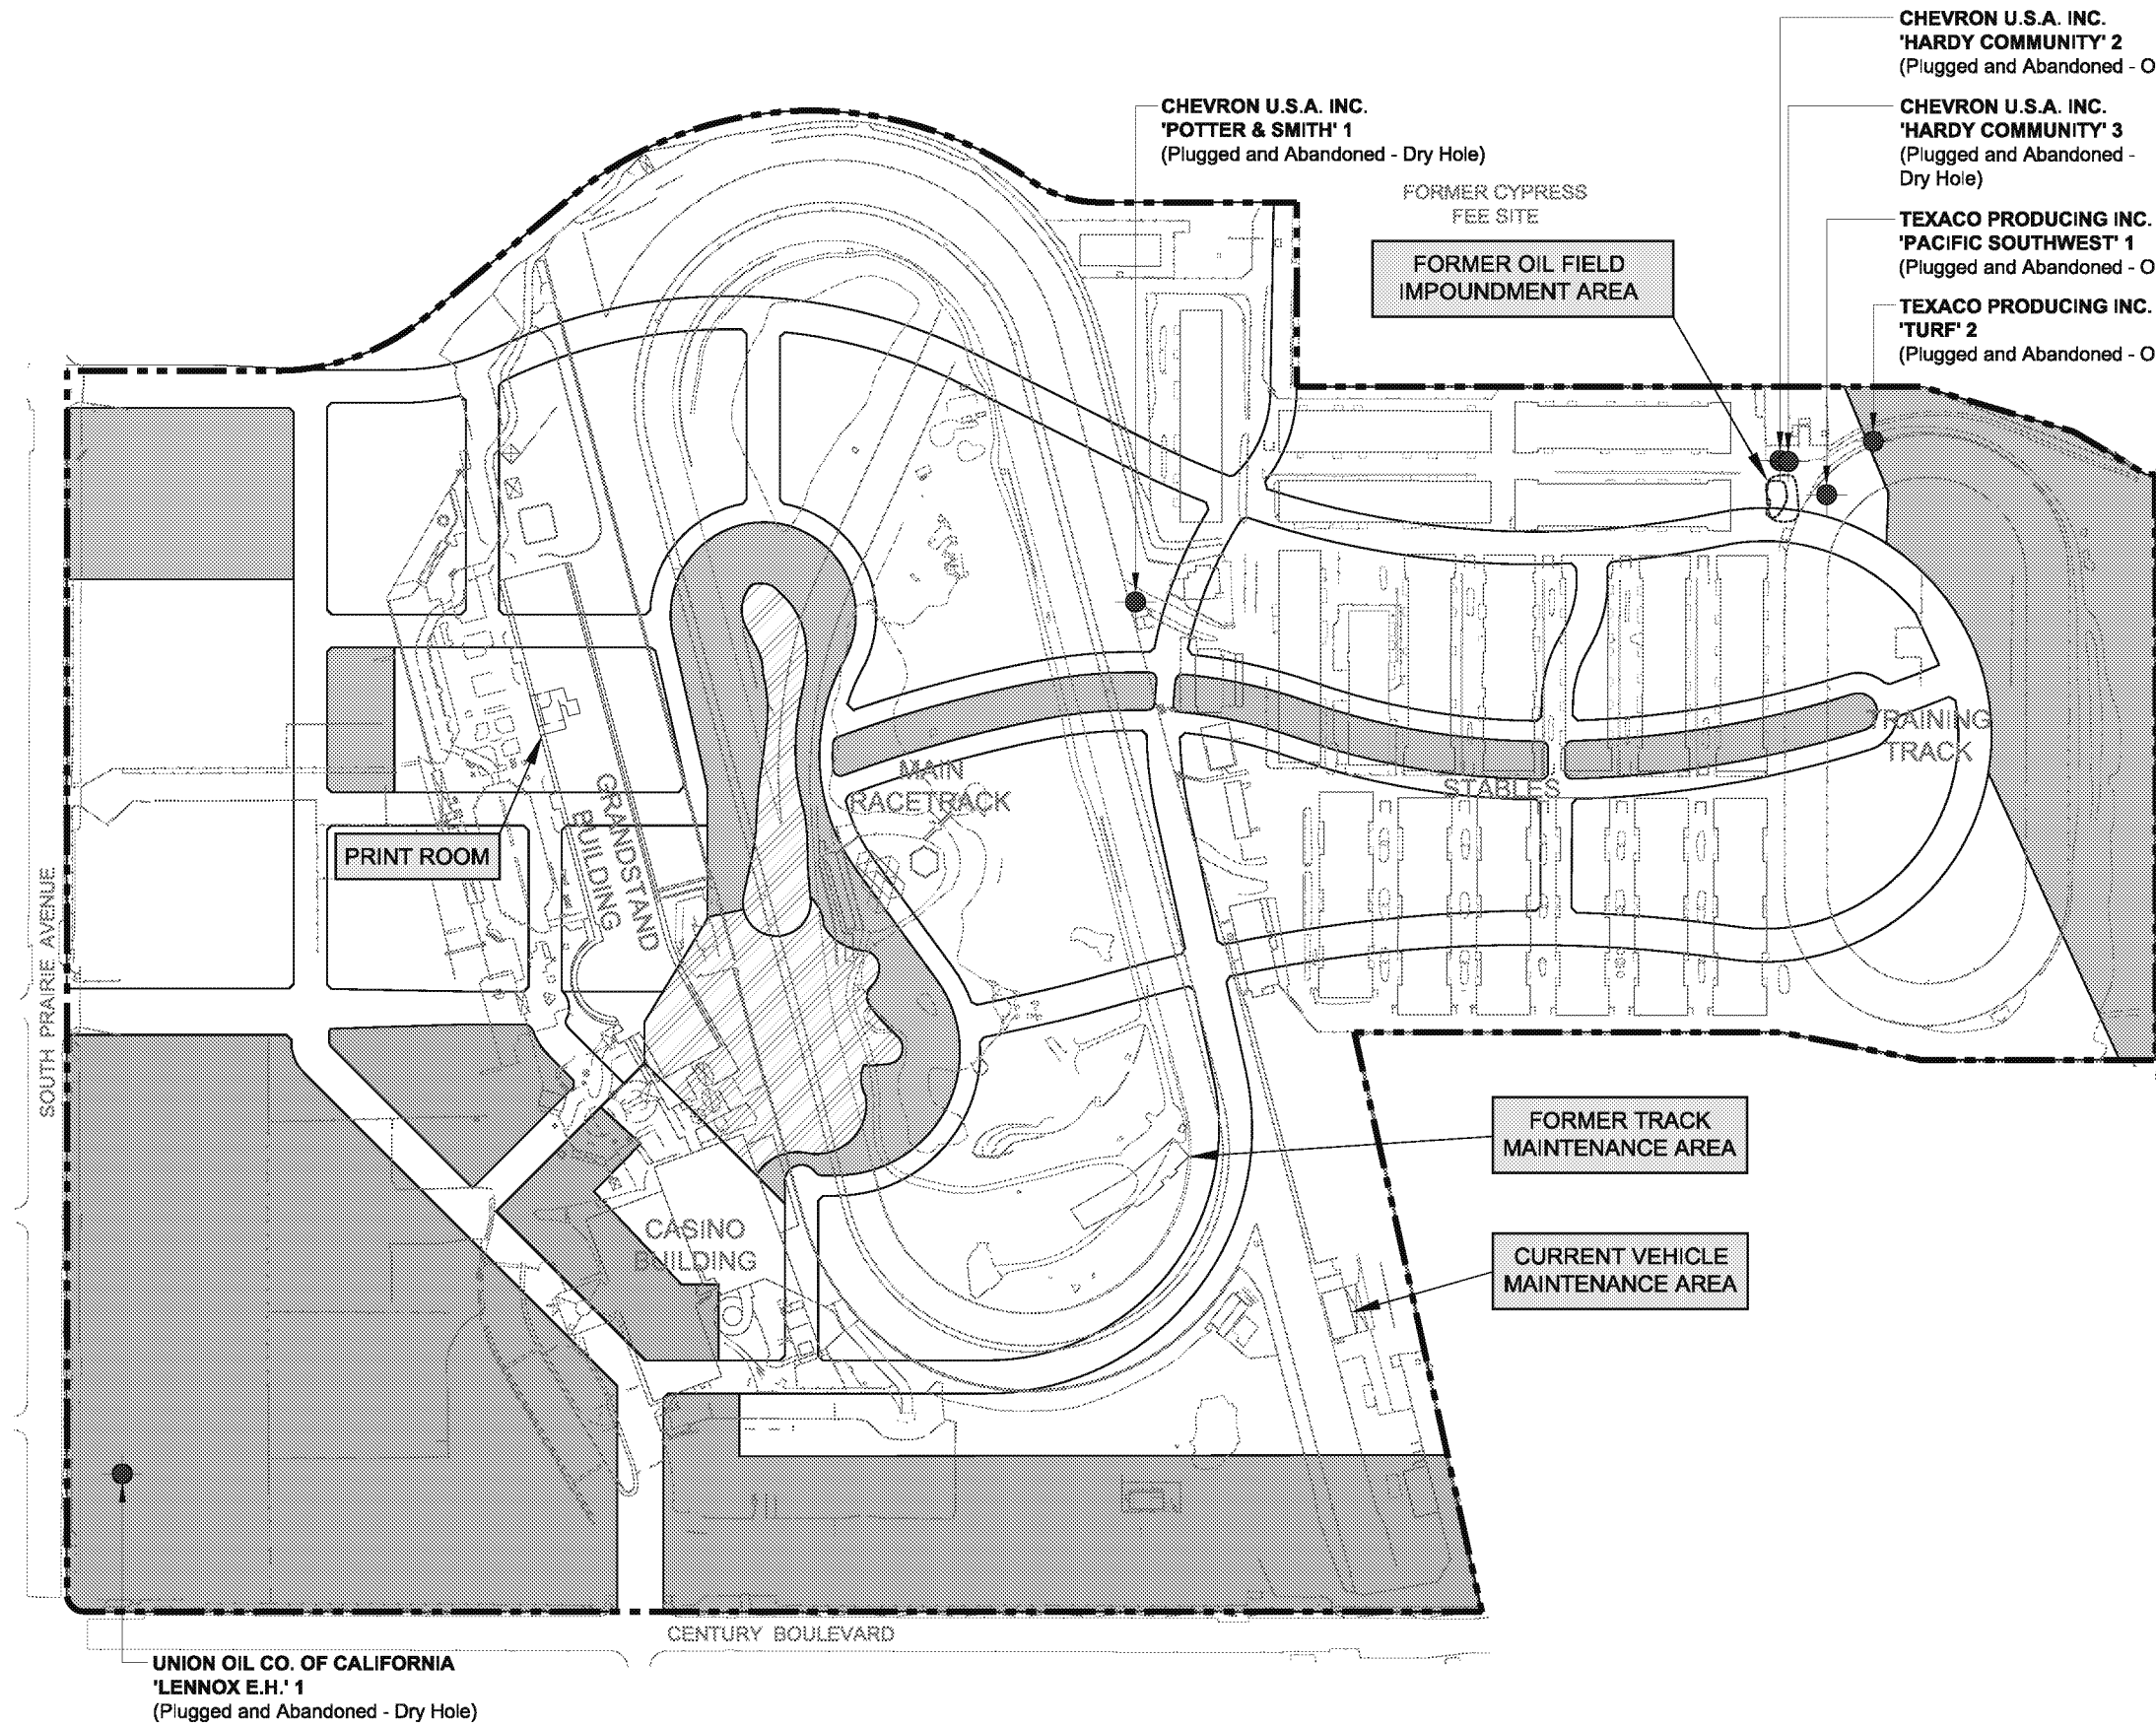 CHEVRON U.S.A. INC.
'HARDY COMMUNITY' 2
(Plugged and Abandoned - O
CHEVRON U.S.A. INC.
'HARDY COMMUNITY' 3
(Plugged and Abandoned -
Dry Hole)
CHEVRON U.S.A. INC.
'POTTER & SMITH' 1
(Plugged and Abandoned - Dry Hole)
FORMER CYPRESS
FEE SITE
FORMER OIL FIELD
IMPOUNDMENT AREA
TEXACO PRODUCING INC.
'PACIFIC SOUTHWEST' 1
(Plugged and Abandoned - O
TEXACO PRODUCING INC.
'TURF' 2
(Plugged and Abandoned - O
TRAINING
TRACK
MAIN
RACETRACK
STABLES
GRANDSTAND
BUILDING
PRINT ROOM
SOUTH PRAIRIE AVENUE
FORMER TRACK
MAINTENANCE AREA
CASINO
BUILDING
CURRENT VEHICLE
MAINTENANCE AREA
CENTURY BOULEVARD
UNION OIL CO. OF CALIFORNIA
'LENNOX E.H.' 1
(Plugged and Abandoned - Dry Hole)